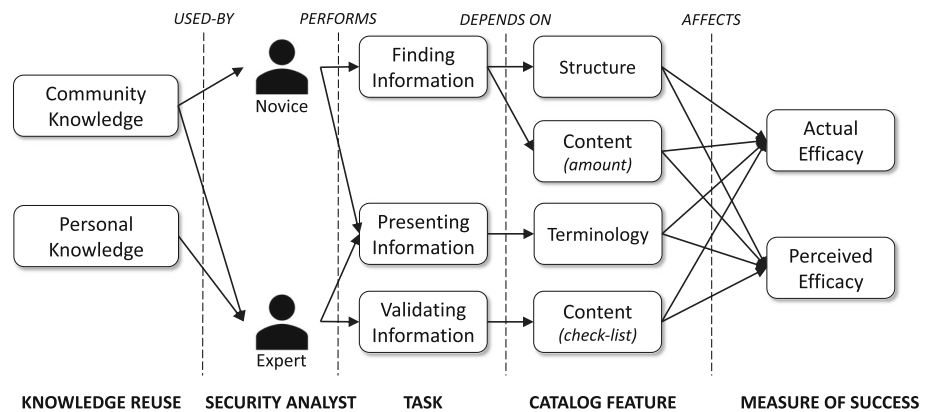 USED-BY
PERFORMS
DEPENDS ON
AFFECTS
Community
Knowledge
Personal
Knowledge
Novice
Expert
Finding
Information
Presenting
Information
Validating
Information
Structure
Content
(amount)
Terminology
Content
(check-list)
Actual
Efficacy
Perceived
Efficacy
KNOWLEDGE REUSE
SECURITY ANALYST
TASK
CATALOG FEATURE
MEASURE OF SUCCESS